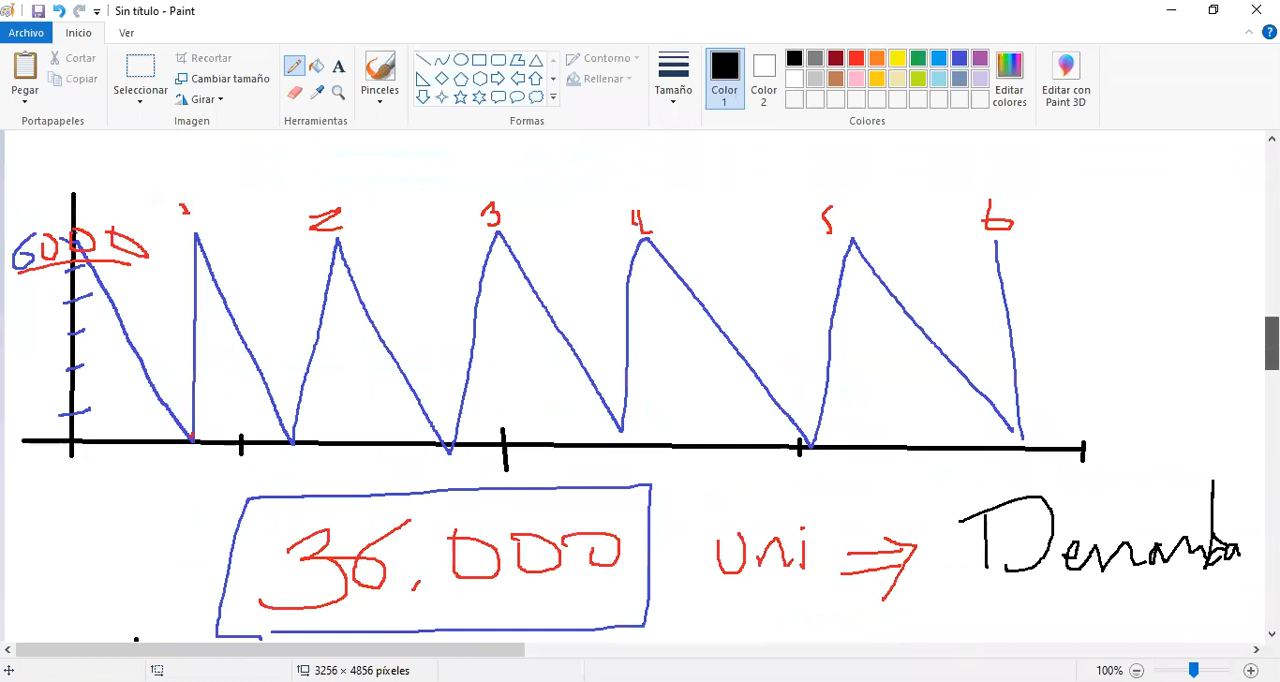 Sin título - Paint
Archivo Inicio Ver
Pegar
Cortar
Copiar
Portapapeles
Seleccionar
Recortar
Cambiar tamaño
Girar
Imagen
A
Herramientas
Pinceles
Contorno
Rellenar
Formas
Tamaño
Color 1
Color 2
Editar colores
Colores
Editar con Paint 3D
1 2 3 4 5 6
6000
36.000 uni ⇒
3256 × 4856 píxeles
100%